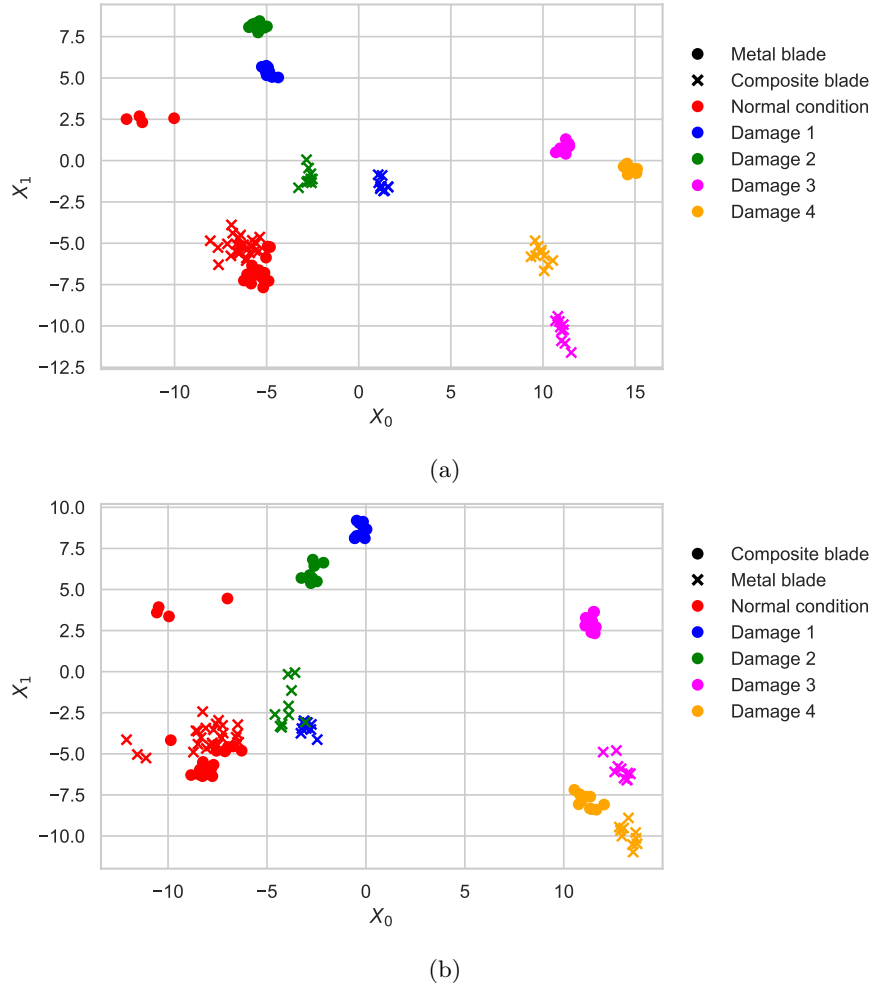 7.5
5.0
2.5
0.0
−2.5
−5.0
−7.5
−10.0
−12.5
X1
−10 −5 0 5 10 15
X0
Metal blade
Composite blade
Normal condition
Damage 1
Damage 2
Damage 3
Damage 4
(a)
10.0
7.5
5.0
2.5
0.0
−2.5
−5.0
−7.5
−10.0
X1
−10 −5 0 5 10
X0
Composite blade
Metal blade
Normal condition
Damage 1
Damage 2
Damage 3
Damage 4
(b)